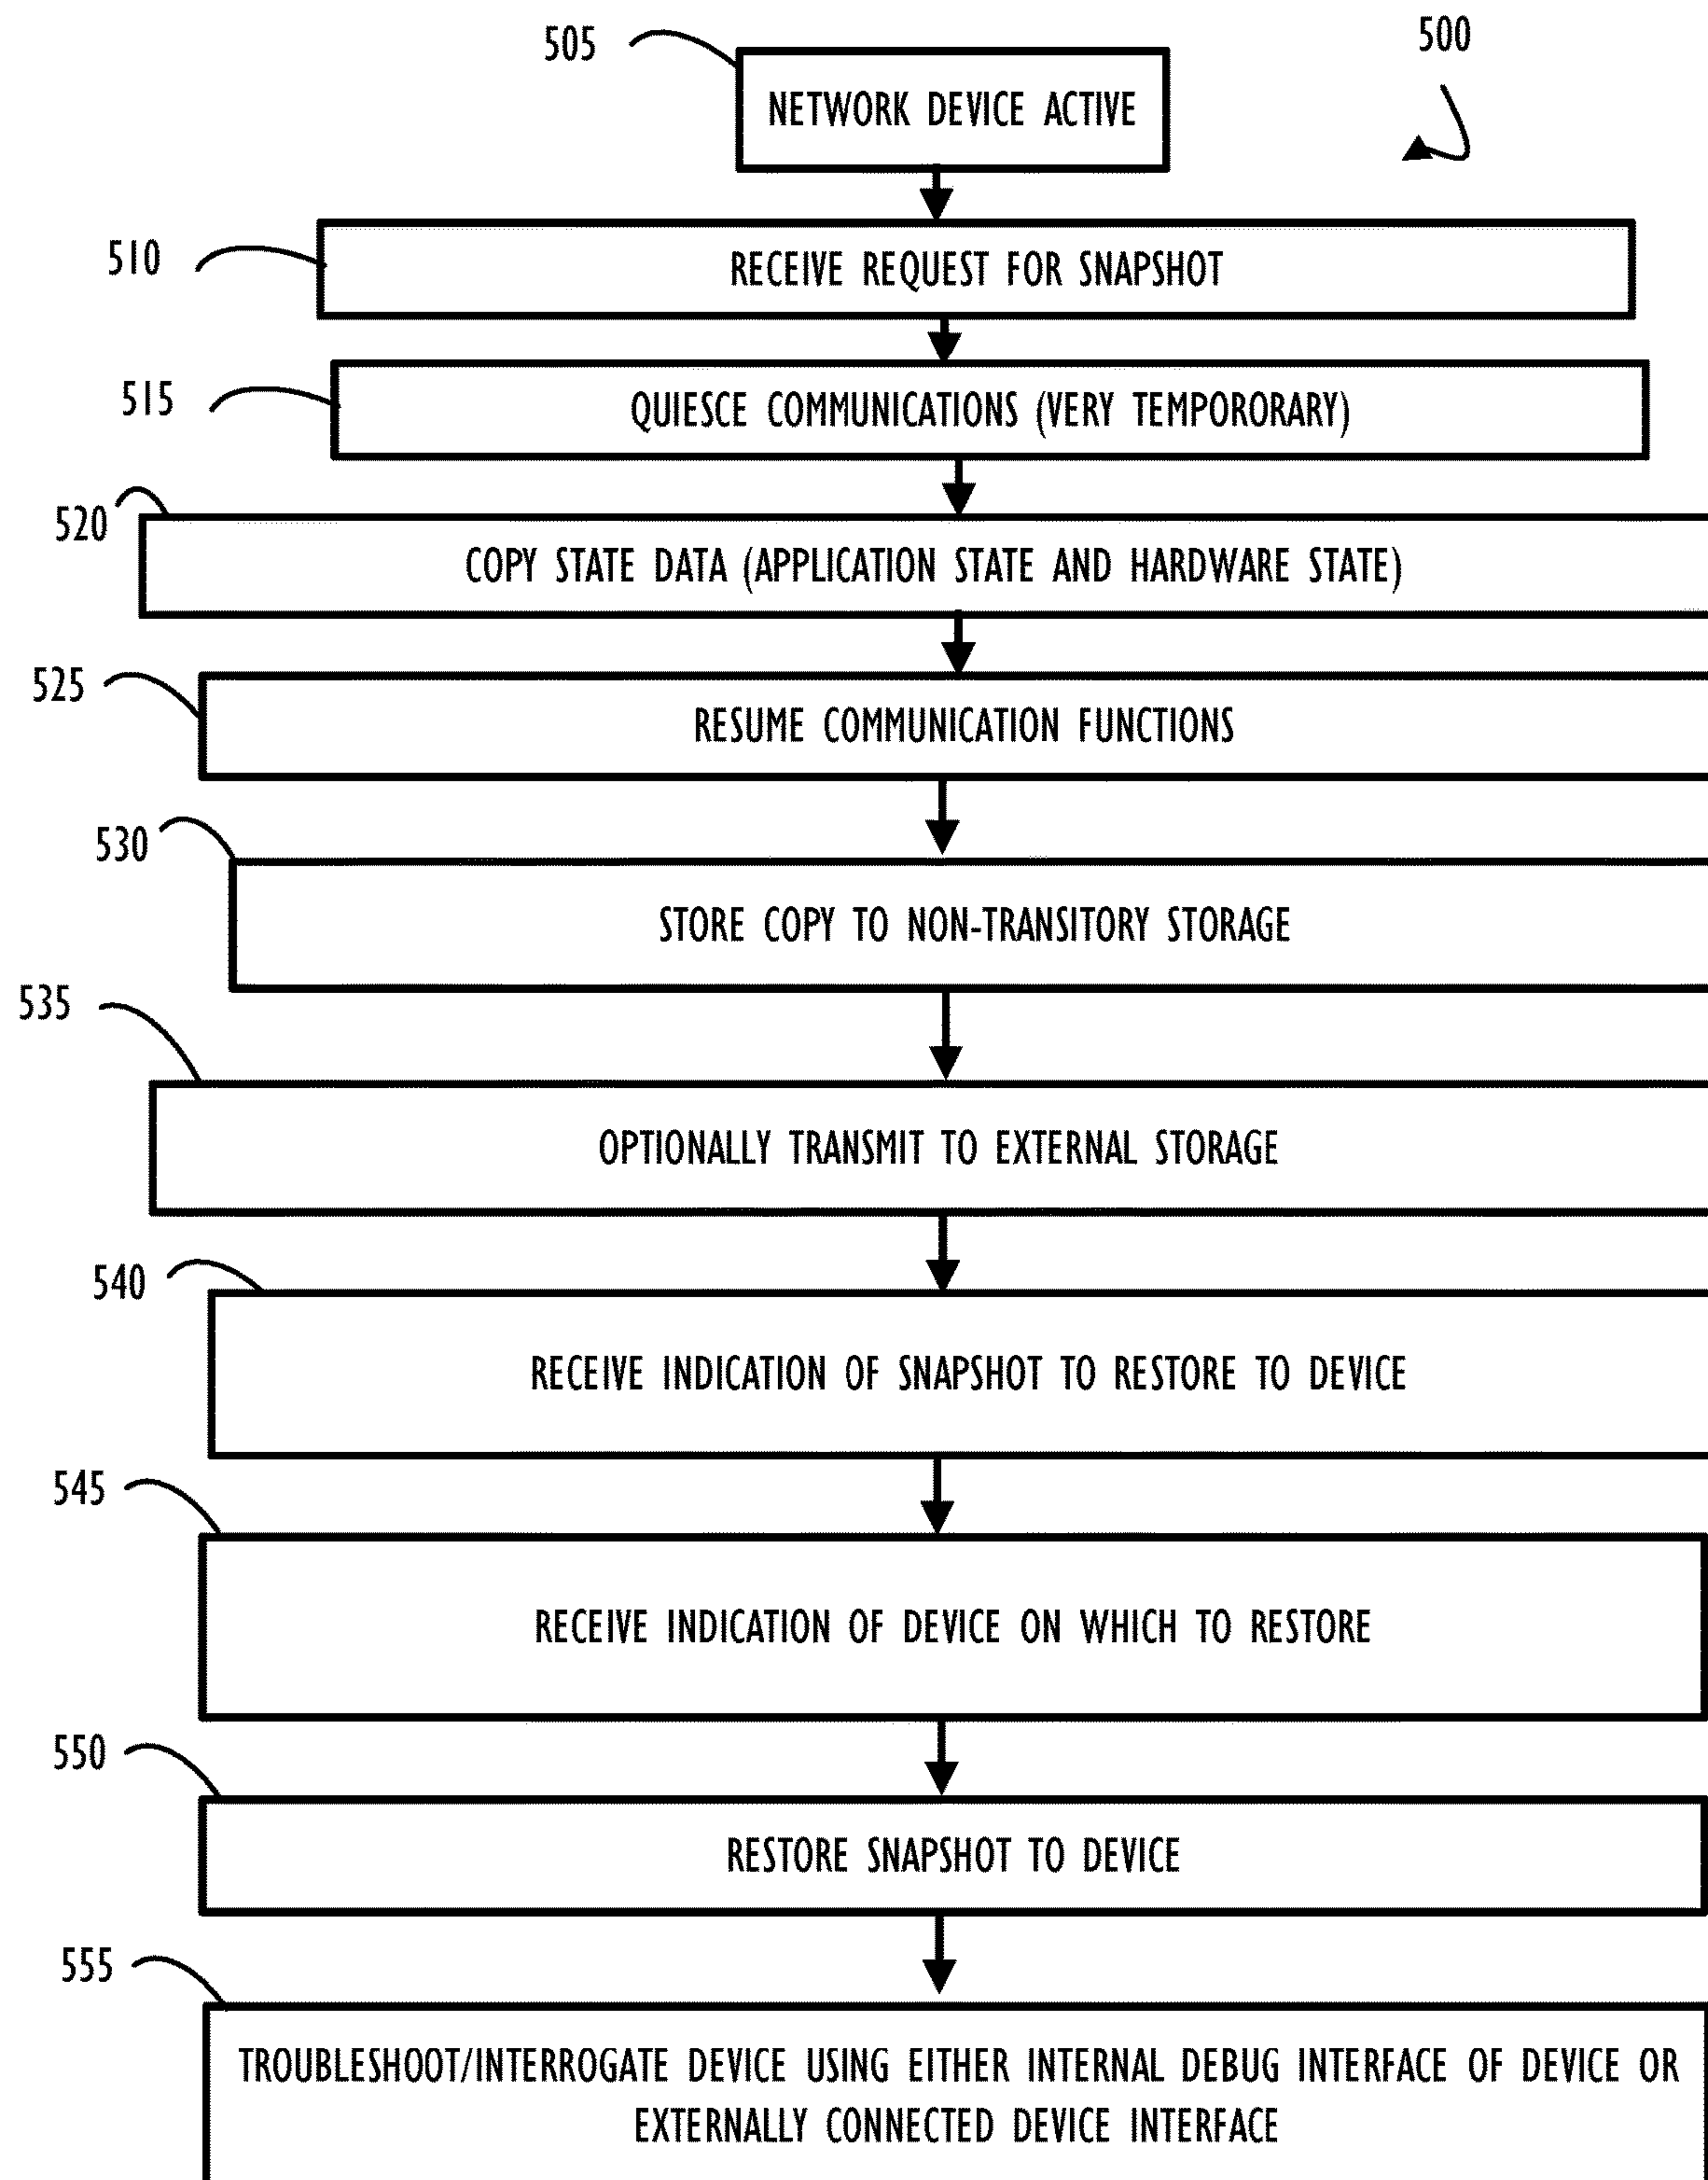 505
500
NETWORK DEVICE ACTIVE
510
RECEIVE REQUEST FOR SNAPSHOT
515
QUIESCE COMMUNICATIONS (VERY TEMPORORARY)
520
COPY STATE DATA (APPLICATION STATE AND HARDWARE STATE)
525
RESUME COMMUNICATION FUNCTIONS
530
STORE COPY TO NON-TRANSITORY STORAGE
535
OPTIONALLY TRANSMIT TO EXTERNAL STORAGE
540
RECEIVE INDICATION OF SNAPSHOT TO RESTORE TO DEVICE
545
RECEIVE INDICATION OF DEVICE ON WHICH TO RESTORE
550
RESTORE SNAPSHOT TO DEVICE
555
TROUBLESHOOT/INTERROGATE DEVICE USING EITHER INTERNAL DEBUG INTERFACE OF DEVICE OR
EXTERNALLY CONNECTED DEVICE INTERFACE